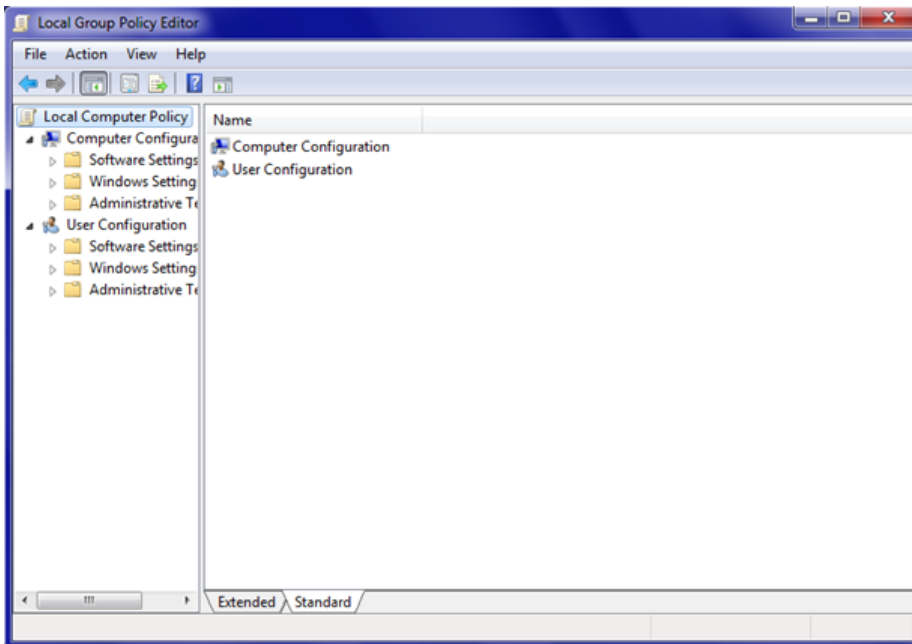 Local Group Policy Editor
File Action View Help
Local Computer Policy
Computer Configura
Software Settings
Windows Setting
Administrative Te
User Configuration
Software Settings
Windows Setting
Administrative Te
Name
Computer Configuration
User Configuration
Extended Standard